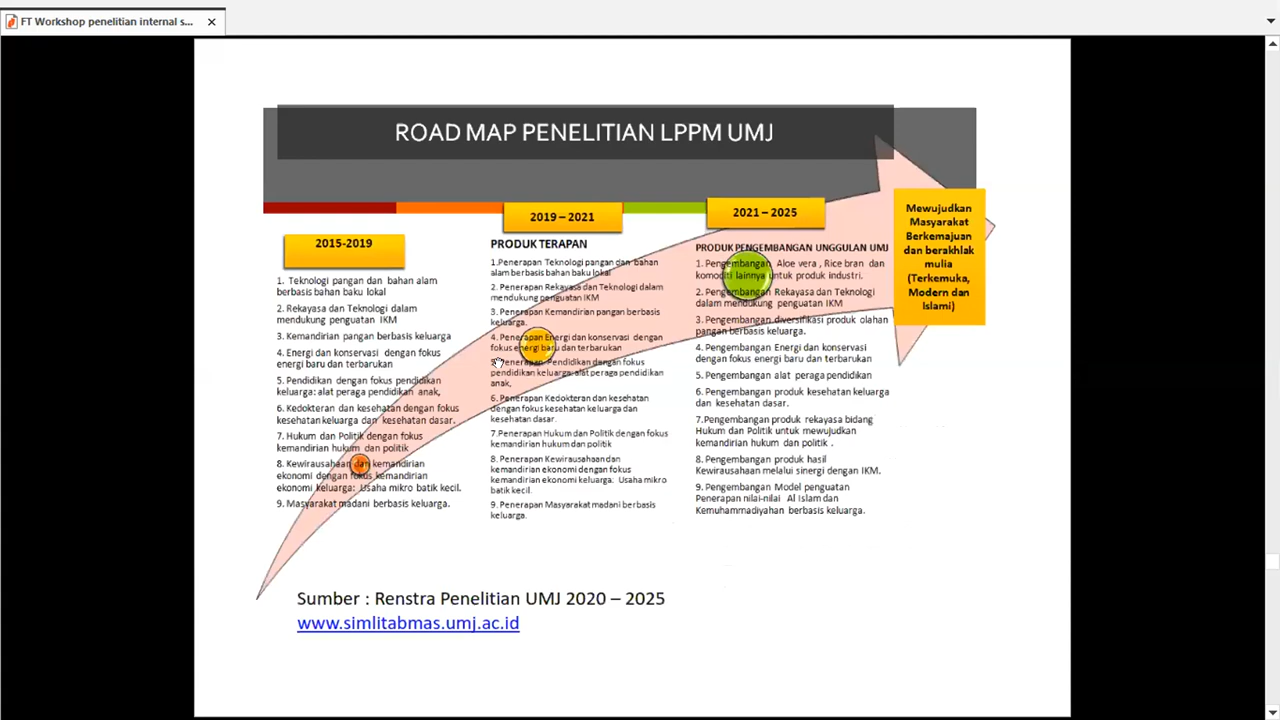 FT Workshop penelitian internal s...
ROAD MAP PENELITIAN LPPM UMJ
2015-2019
1. Teknologi pangan dan bahan alam
berbasis bahan baku lokal
2. Rekayasa dan Teknologi dalam
mendukung penguatan IKM
3. Kemandirian pangan berbasis keluarga
4. Energi dan konservasi dengan fokus
energi baru dan terbarukan
5. Pendidikan dengan fokus pendidikan
keluarga: alat peraga pendidikan anak,
6. Kedokteran dan kesehatan dengan fokus
kesehatan keluarga dan kesehatan dasar.
7. Hukum dan Politik dengan fokus
kemandirian hukum dan politik
8. Kewirausahaan dan kemandirian
ekonomi dengan fokus kemandirian
ekonomi keluarga: Usaha mikro batik kecil.
9. Masyarakat madani berbasis keluarga.
2019 – 2021
PRODUK TERAPAN
1.Penerapan Teknologi pangan dan bahan
alam berbasis bahan baku lokal
2. Penerapan Rekayasa dan Teknologi dalam
mendukung penguatan IKM
3. Penerapan Kemandirian pangan berbasis
keluarga.
4. Penerapan Energi dan konservasi dengan
fokus energi baru dan terbarukan
5. Penerapan Pendidikan dengan fokus
pendidikan keluarga: alat peraga pendidikan
anak,
6. Penerapan Kedokteran dan kesehatan
dengan fokus kesehatan keluarga dan
kesehatan dasar.
7.Penerapan Hukum dan Politik dengan fokus
kemandirian hukum dan politik
8. Penerapan Kewirausahaan dan
kemandirian ekonomi dengan fokus
kemandirian ekonomi keluarga: Usaha mikro
batik kecil.
9. Penerapan Masyarakat madani berbasis
keluarga.
2021 – 2025
PRODUK PENGEMBANGAN UNGGULAN UMJ
1. Pengembangan Aloe vera , Rice bran dan
komoditi lainnya untuk produk industri.
2. Pengembangan Rekayasa dan Teknologi
dalam mendukung penguatan IKM
3. Pengembangan diversifikasi produk olahan
pangan berbasis keluarga.
4. Pengembangan Energi dan konservasi
dengan fokus energi baru dan terbarukan
5. Pengembangan alat peraga pendidikan
6. Pengembangan produk kesehatan keluarga
dan kesehatan dasar.
7.Pengembangan produk rekayasa bidang
Hukum dan Politik untuk mewujudkan
kemandirian hukum dan politik .
8. Pengembangan produk hasil
Kewirausahaan melalui sinergi dengan IKM.
9. Pengembangan Model penguatan
Penerapan nilai-nilai Al Islam dan
Kemuhammadiyahan berbasis keluarga.
Mewujudkan
Masyarakat
Berkemajuan
dan berakhlak
mulia
(Terkemuka,
Modern dan
Islami)
Sumber : Renstra Penelitian UMJ 2020 – 2025
www.simlitabmas.umj.ac.id